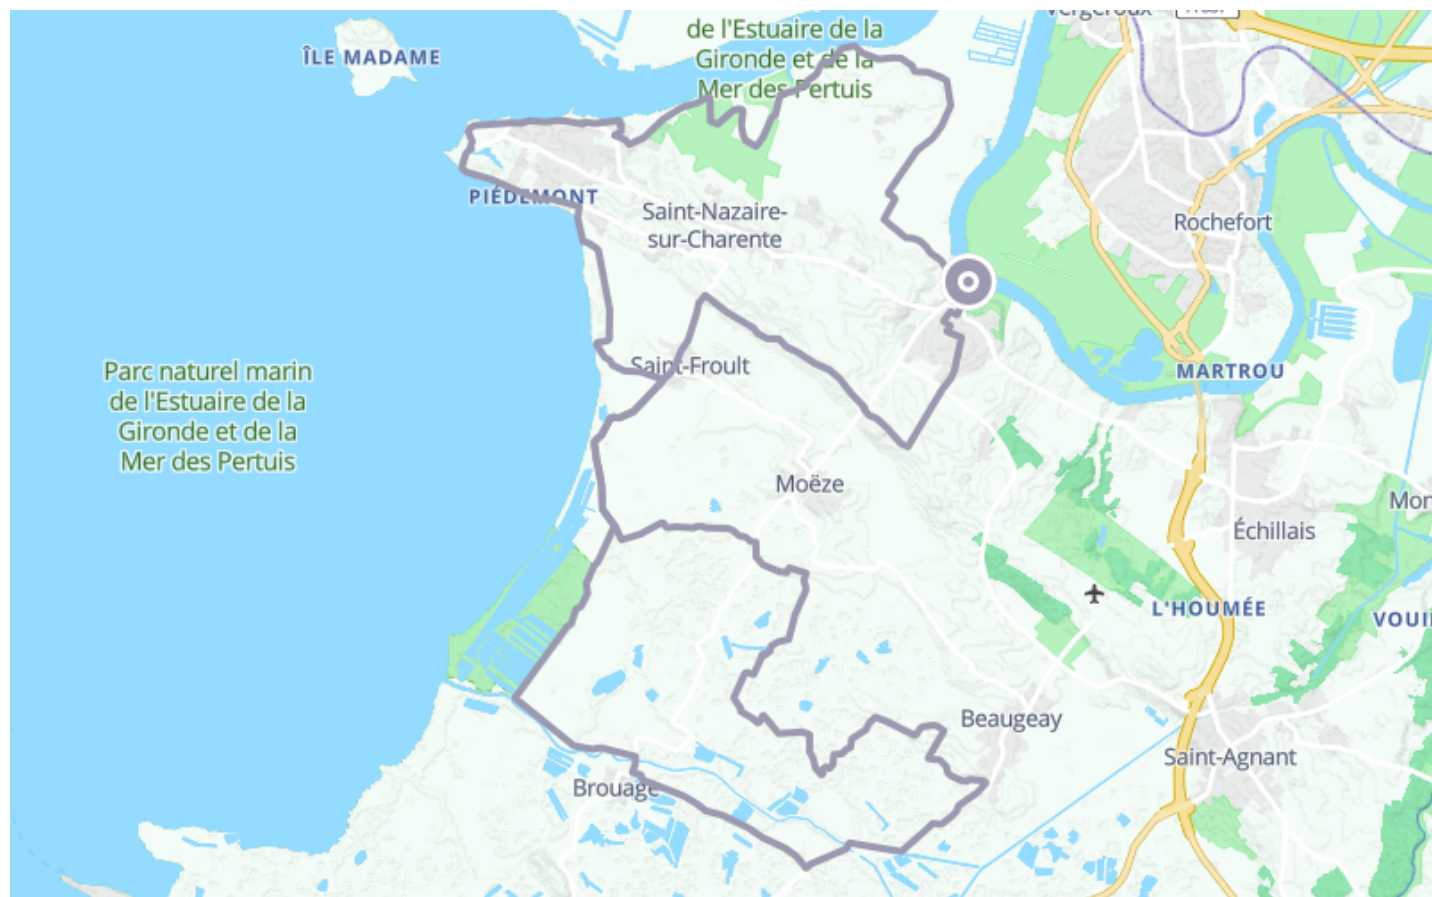 de l'Estuaire de la
Gironde et de la
Mer des Pertuis
ÎLE MADAME
PIÉDEMONT
Saint-Nazaire-
sur-Charente
Rochefort
Saint-Froult
MARTROU
Parc naturel marin
de l'Estuaire de la
Gironde et de la
Mer des Pertuis
Moëze
Mon
Échillais
L'HOUMÉE
VOUI
Beaugeay
Saint-Agnant
Brouage